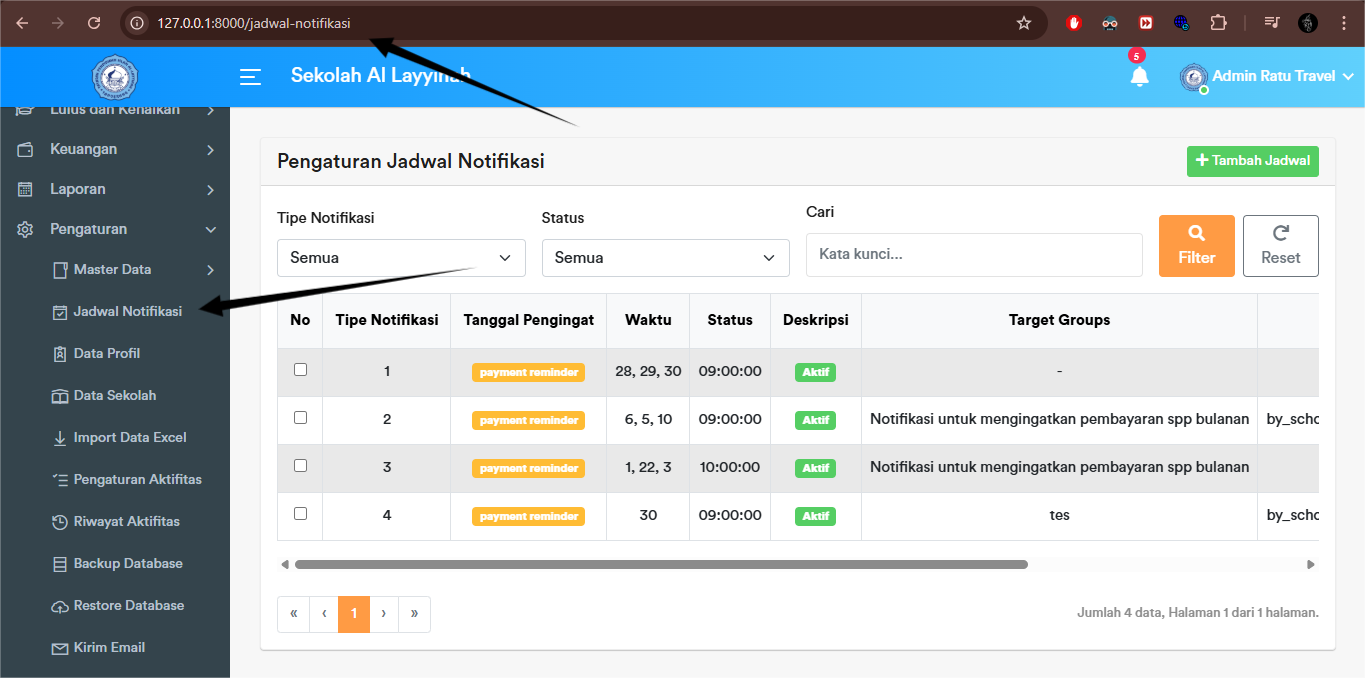 127.0.0.1:8000/jadwal-notifikasi
Sekolah Al Layyinah
5
Admin Ratu Travel
Lulus dan Kenaikan
Keuangan
Laporan
Pengaturan
Master Data
Jadwal Notifikasi
Data Profil
Data Sekolah
Import Data Excel
Pengaturan Aktifitas
Riwayat Aktifitas
Backup Database
Restore Database
Kirim Email
Pengaturan Jadwal Notifikasi
Tambah Jadwal
Tipe Notifikasi Status Cari
Semua Semua Kata kunci... Filter Reset
No Tipe Notifikasi Tanggal Pengingat Waktu Status Deskripsi Target Groups
1 payment reminder 28, 29, 30 09:00:00 Aktif -
2 payment reminder 6, 5, 10 09:00:00 Aktif Notifikasi untuk mengingatkan pembayaran spp bulanan by_scho
3 payment reminder 1, 22, 3 10:00:00 Aktif Notifikasi untuk mengingatkan pembayaran spp bulanan
4 payment reminder 30 09:00:00 Aktif tes by_scho
« ‹ 1 › »
Jumlah 4 data, Halaman 1 dari 1 halaman.